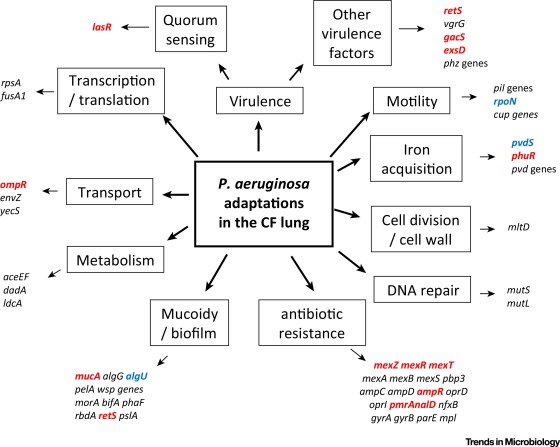 lasR
Quorum
sensing
Other
virulence
factors
retS
vgrG
gacS
exsD
phz genes
rpsA
fusA1
Transcription
/ translation
Virulence
Motility
pil genes
rpoN
cup genes
Iron
acquisition
pvdS
phuR
pvd genes
P. aeruginosa
adaptations
in the CF lung
ompR
envZ
yecS
Transport
Cell division
/ cell wall
mltD
Metabolism
aceEF
dadA
ldcA
DNA repair
mutS
mutL
Mucoidy
/ biofilm
antibiotic
resistance
mucA algG algU
pelA wsp genes
morA bifA phaF
rbdA retS pslA
mexZ mexR mexT
mexA mexB mexS pbp3
ampC ampD ampR oprD
oprI pmrAnalD nfxB
gyrA gyrB parE mpl
Trends in Microbiology